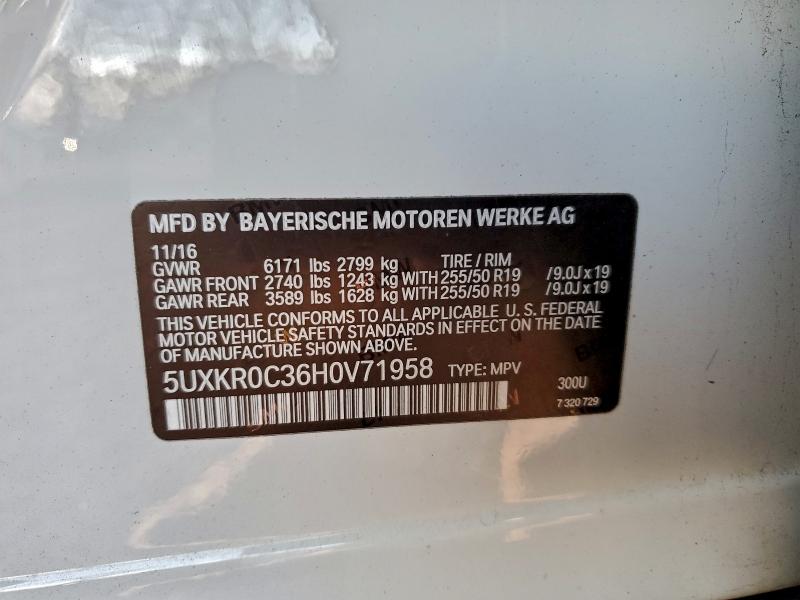 MFD BY BAYERISCHE MOTOREN WERKE AG
11/16
GVWR 6171 lbs 2799 kg TIRE / RIM
GAWR FRONT 2740 lbs 1243 kg WITH 255/50 R19 /9.0J x 19
GAWR REAR 3589 lbs 1628 kg WITH 255/50 R19 /9.0J x 19
THIS VEHICLE CONFORMS TO ALL APPLICABLE U. S. FEDERAL
MOTOR VEHICLE SAFETY STANDARDS IN EFFECT ON THE DATE
OF MANUFACTURE SHOWN ABOVE.
5UXKR0C36H0V71958 TYPE: MPV 300U
7 320 729